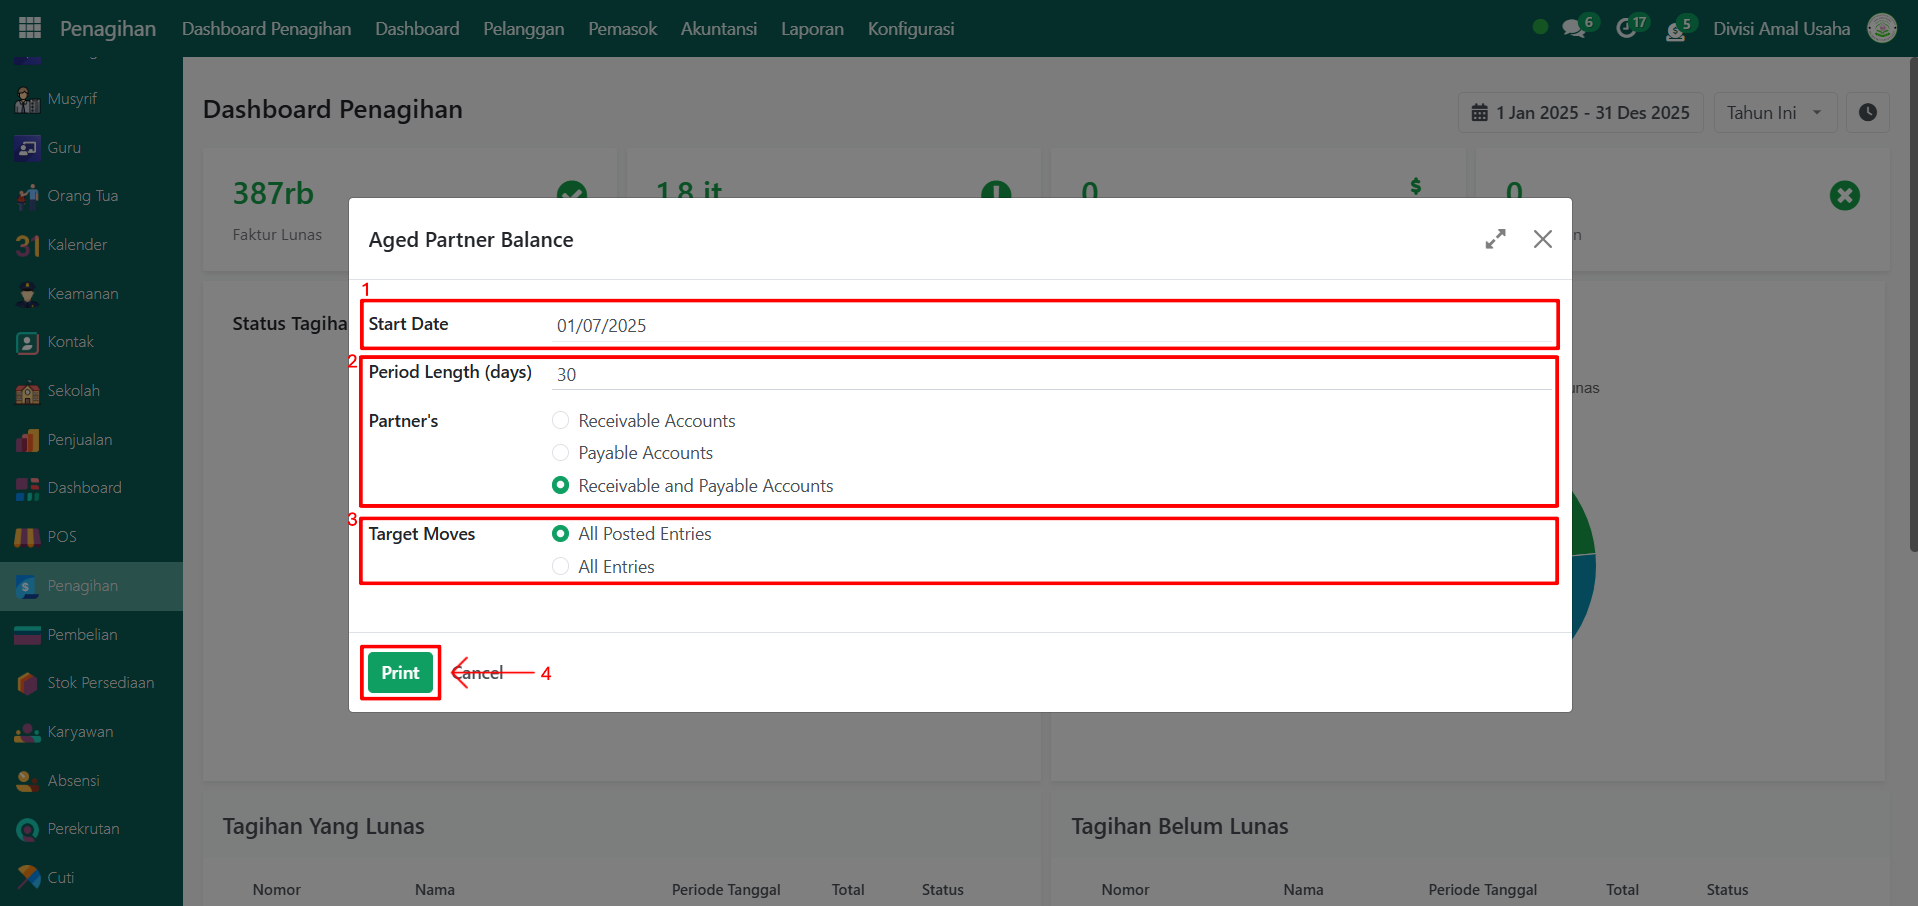 Penagihan Dashboard Penagihan Dashboard Pelanggan Pemasok Akuntansi Laporan Konfigurasi 6 17 5 Divisi Amal Usaha
Musyrif
Guru
Orang Tua
31 Kalender
Keamanan
Kontak
Sekolah
Penjualan
Dashboard
POS
Penagihan
Pembelian
Stok Persediaan
Karyawan
Absensi
Perekrutan
Cuti
Dashboard Penagihan
1 Jan 2025 - 31 Des 2025 Tahun Ini
387rb
Faktur Lunas
1.8 jt
0
$
0
n
Status Tagiha
unas
Aged Partner Balance
1
Start Date 01/07/2025
2
Period Length (days) 30
Partner's Receivable Accounts
Payable Accounts
Receivable and Payable Accounts
3
Target Moves All Posted Entries
All Entries
Print Cancel 4
Tagihan Yang Lunas
Nomor Nama Periode Tanggal Total Status
Tagihan Belum Lunas
Nomor Nama Periode Tanggal Total Status